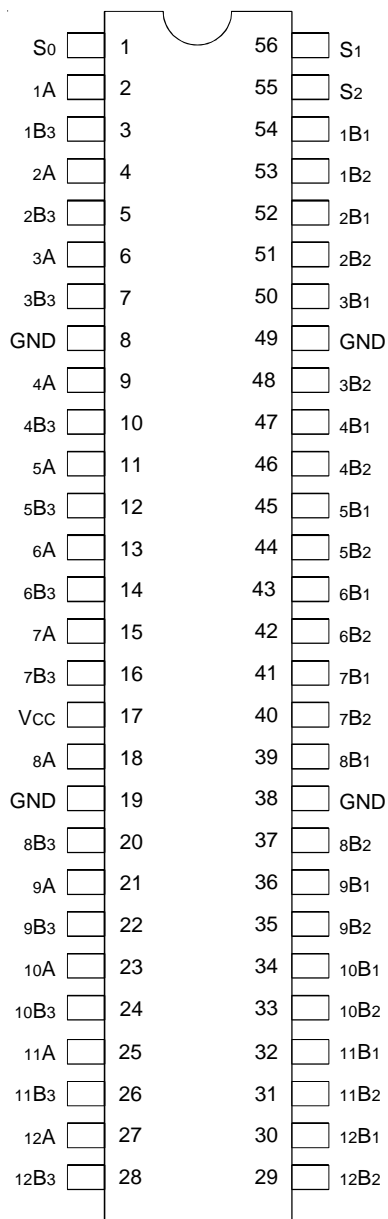 S0 1 56 S1
1A 2 55 S2
1B3 3 54 1B1
2A 4 53 1B2
2B3 5 52 2B1
3A 6 51 2B2
3B3 7 50 3B1
GND 8 49 GND
4A 9 48 3B2
4B3 10 47 4B1
5A 11 46 4B2
5B3 12 45 5B1
6A 13 44 5B2
6B3 14 43 6B1
7A 15 42 6B2
7B3 16 41 7B1
VCC 17 40 7B2
8A 18 39 8B1
GND 19 38 GND
8B3 20 37 8B2
9A 21 36 9B1
9B3 22 35 9B2
10A 23 34 10B1
10B3 24 33 10B2
11A 25 32 11B1
11B3 26 31 11B2
12A 27 30 12B1
12B3 28 29 12B2